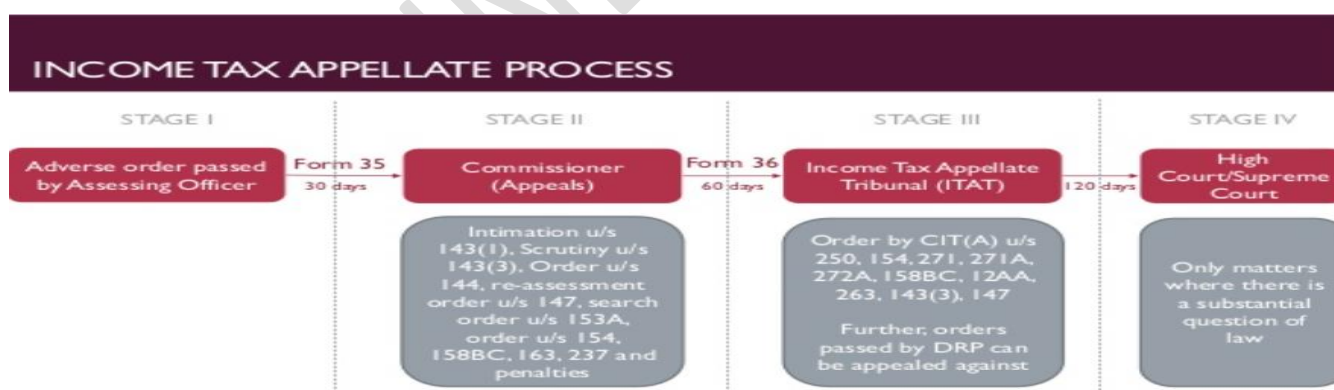 INCOME TAX APPELLATE PROCESS
STAGE I
STAGE II
STAGE III
STAGE IV
Adverse order passed
by Assessing Officer
Form 35
30 days
Commissioner
(Appeals)
Form 36
60 days
Income Tax Appellate
Tribunal (ITAT)
120 days
High
Court/Supreme
Court
Intimation u/s
143(1), Scrutiny u/s
143(3), Order u/s
144, re-assessment
order u/s 147, search
order u/s 153A,
order u/s 154,
158BC, 163, 237 and
penalties
Order by CIT(A) u/s
250, 154, 271, 271A,
272A, 158BC, 12AA,
263, 143(3), 147
Further, orders
passed by DRP can
be appealed against
Only matters
where there is
a substantial
question of
law